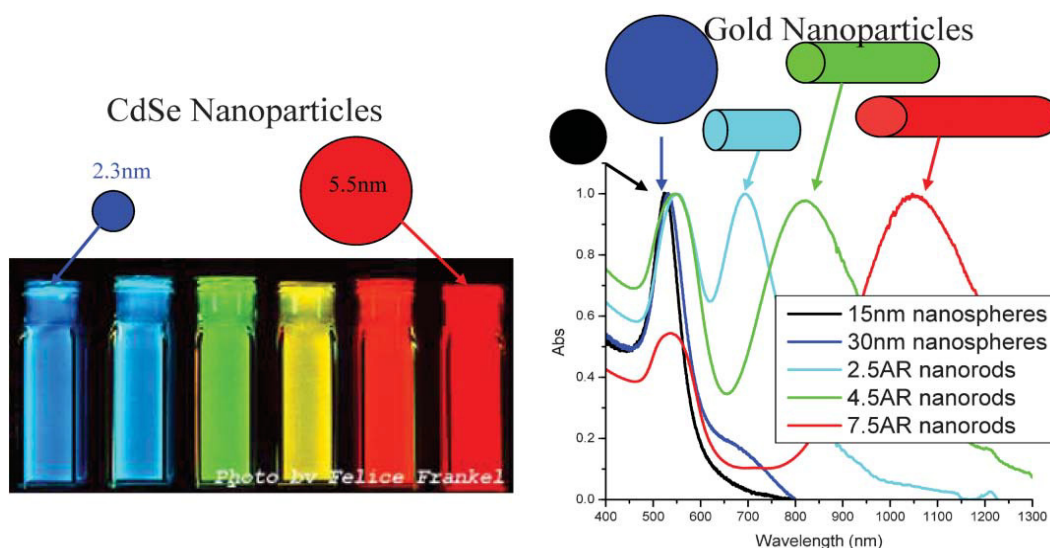 CdSe Nanoparticles
2.3nm
5.5nm
Photo by Felice Frankel
Gold Nanoparticles
1.0
0.8
0.6
0.4
0.2
0.0
Abs
400 500 600 700 800 900 1000 1100 1200 1300
Wavelength (nm)
15nm nanospheres
30nm nanospheres
2.5AR nanorods
4.5AR nanorods
7.5AR nanorods